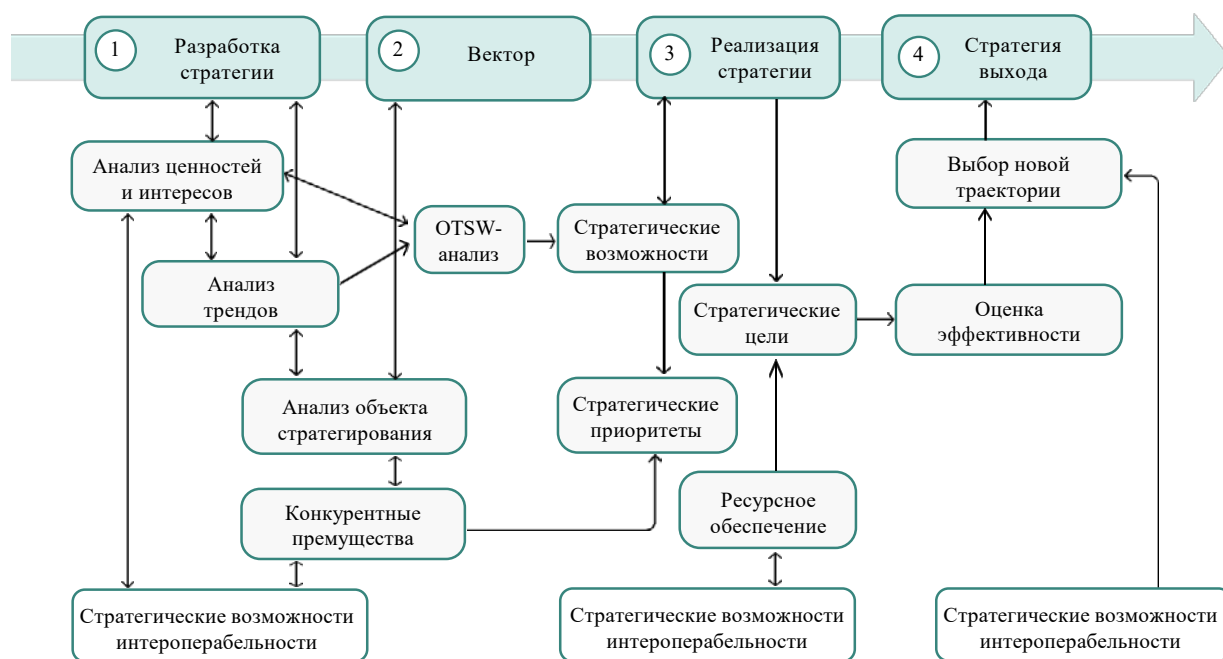 1
Разработка
стратегии
2
Вектор
3
Реализация
стратегии
4
Стратегия
выхода
Анализ ценностей
и интересов
Выбор новой
траектории
OTSW-
анализ
Стратегические
возможности
Анализ
трендов
Стратегические
цели
Оценка
эффективности
Анализ объекта
стратегирования
Стратегические
приоритеты
Конкурентные
премущества
Ресурсное
обеспечение
Стратегические возможности
интероперабельности
Стратегические возможности
интероперабельности
Стратегические возможности
интероперабельности